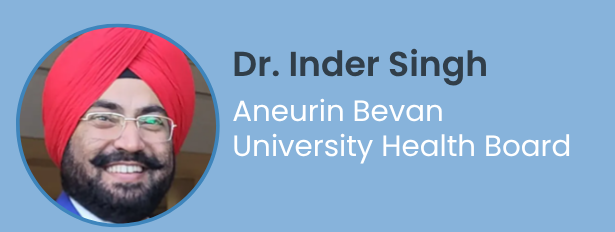 Dr. Inder Singh
Aneurin Bevan
University Health Board